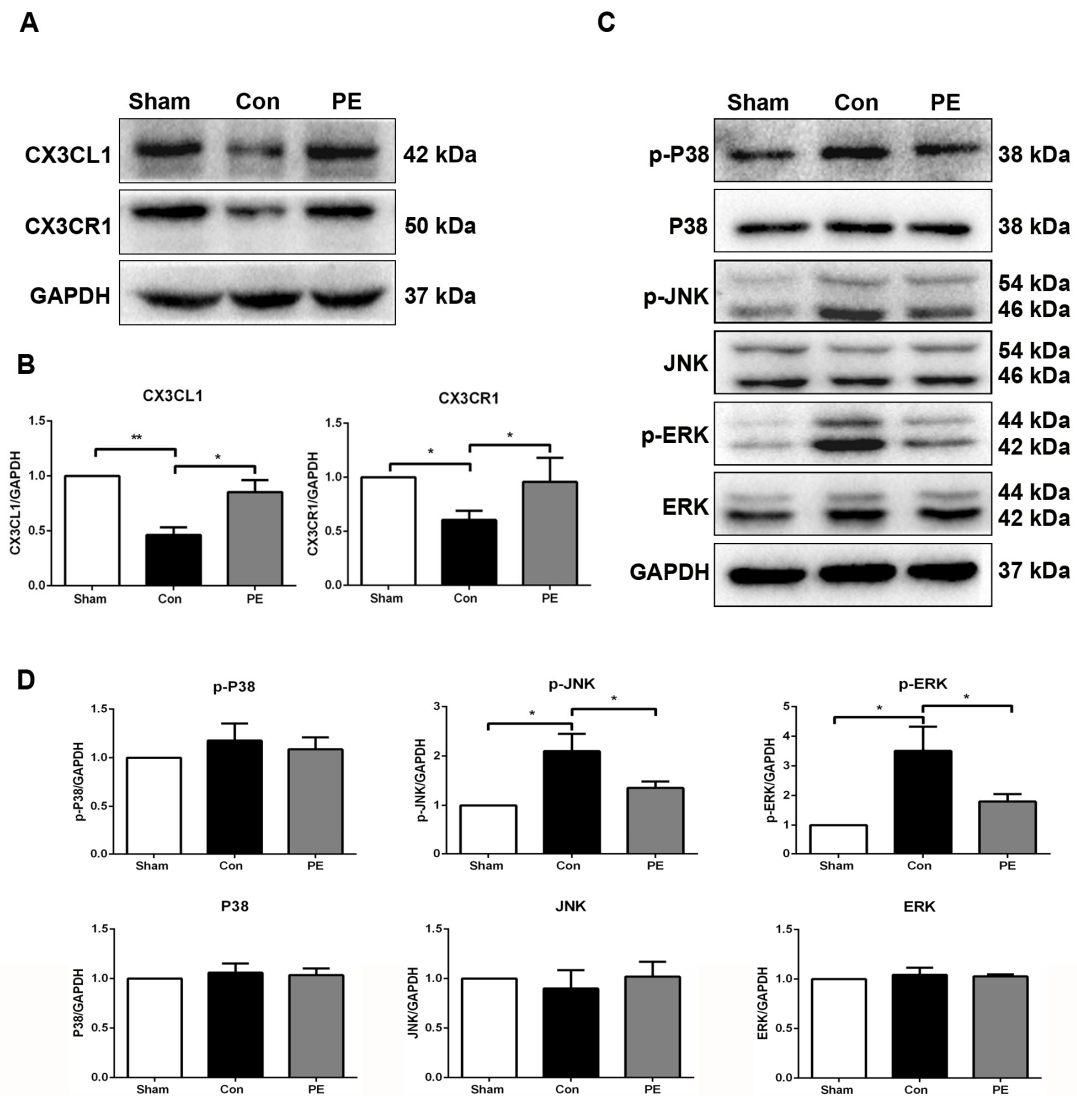 A
Sham Con PE
CX3CL1 42 kDa
CX3CR1 50 kDa
GAPDH 37 kDa
B
CX3CL1
CX3CL1/GAPDH
1.5
1.0
0.5
0.0
**
*
Sham Con PE
CX3CR1
CX3CR1/GAPDH
1.5
1.0
0.5
0.0
*
*
Sham Con PE
C
Sham Con PE
p-P38 38 kDa
P38 38 kDa
p-JNK 54 kDa
46 kDa
JNK 54 kDa
46 kDa
p-ERK 44 kDa
42 kDa
ERK 44 kDa
42 kDa
GAPDH 37 kDa
D
p-P38
p-P38/GAPDH
1.5
1.0
0.5
0.0
Sham Con PE
p-JNK
p-JNK/GAPDH
3
2
1
0
*
*
Sham Con PE
p-ERK
p-ERK/GAPDH
5
4
3
2
1
0
*
*
Sham Con PE
P38
P38/GAPDH
1.5
1.0
0.5
0.0
Sham Con PE
JNK
JNK/GAPDH
1.5
1.0
0.5
0.0
Sham Con PE
ERK
ERK/GAPDH
1.5
1.0
0.5
0.0
Sham Con PE